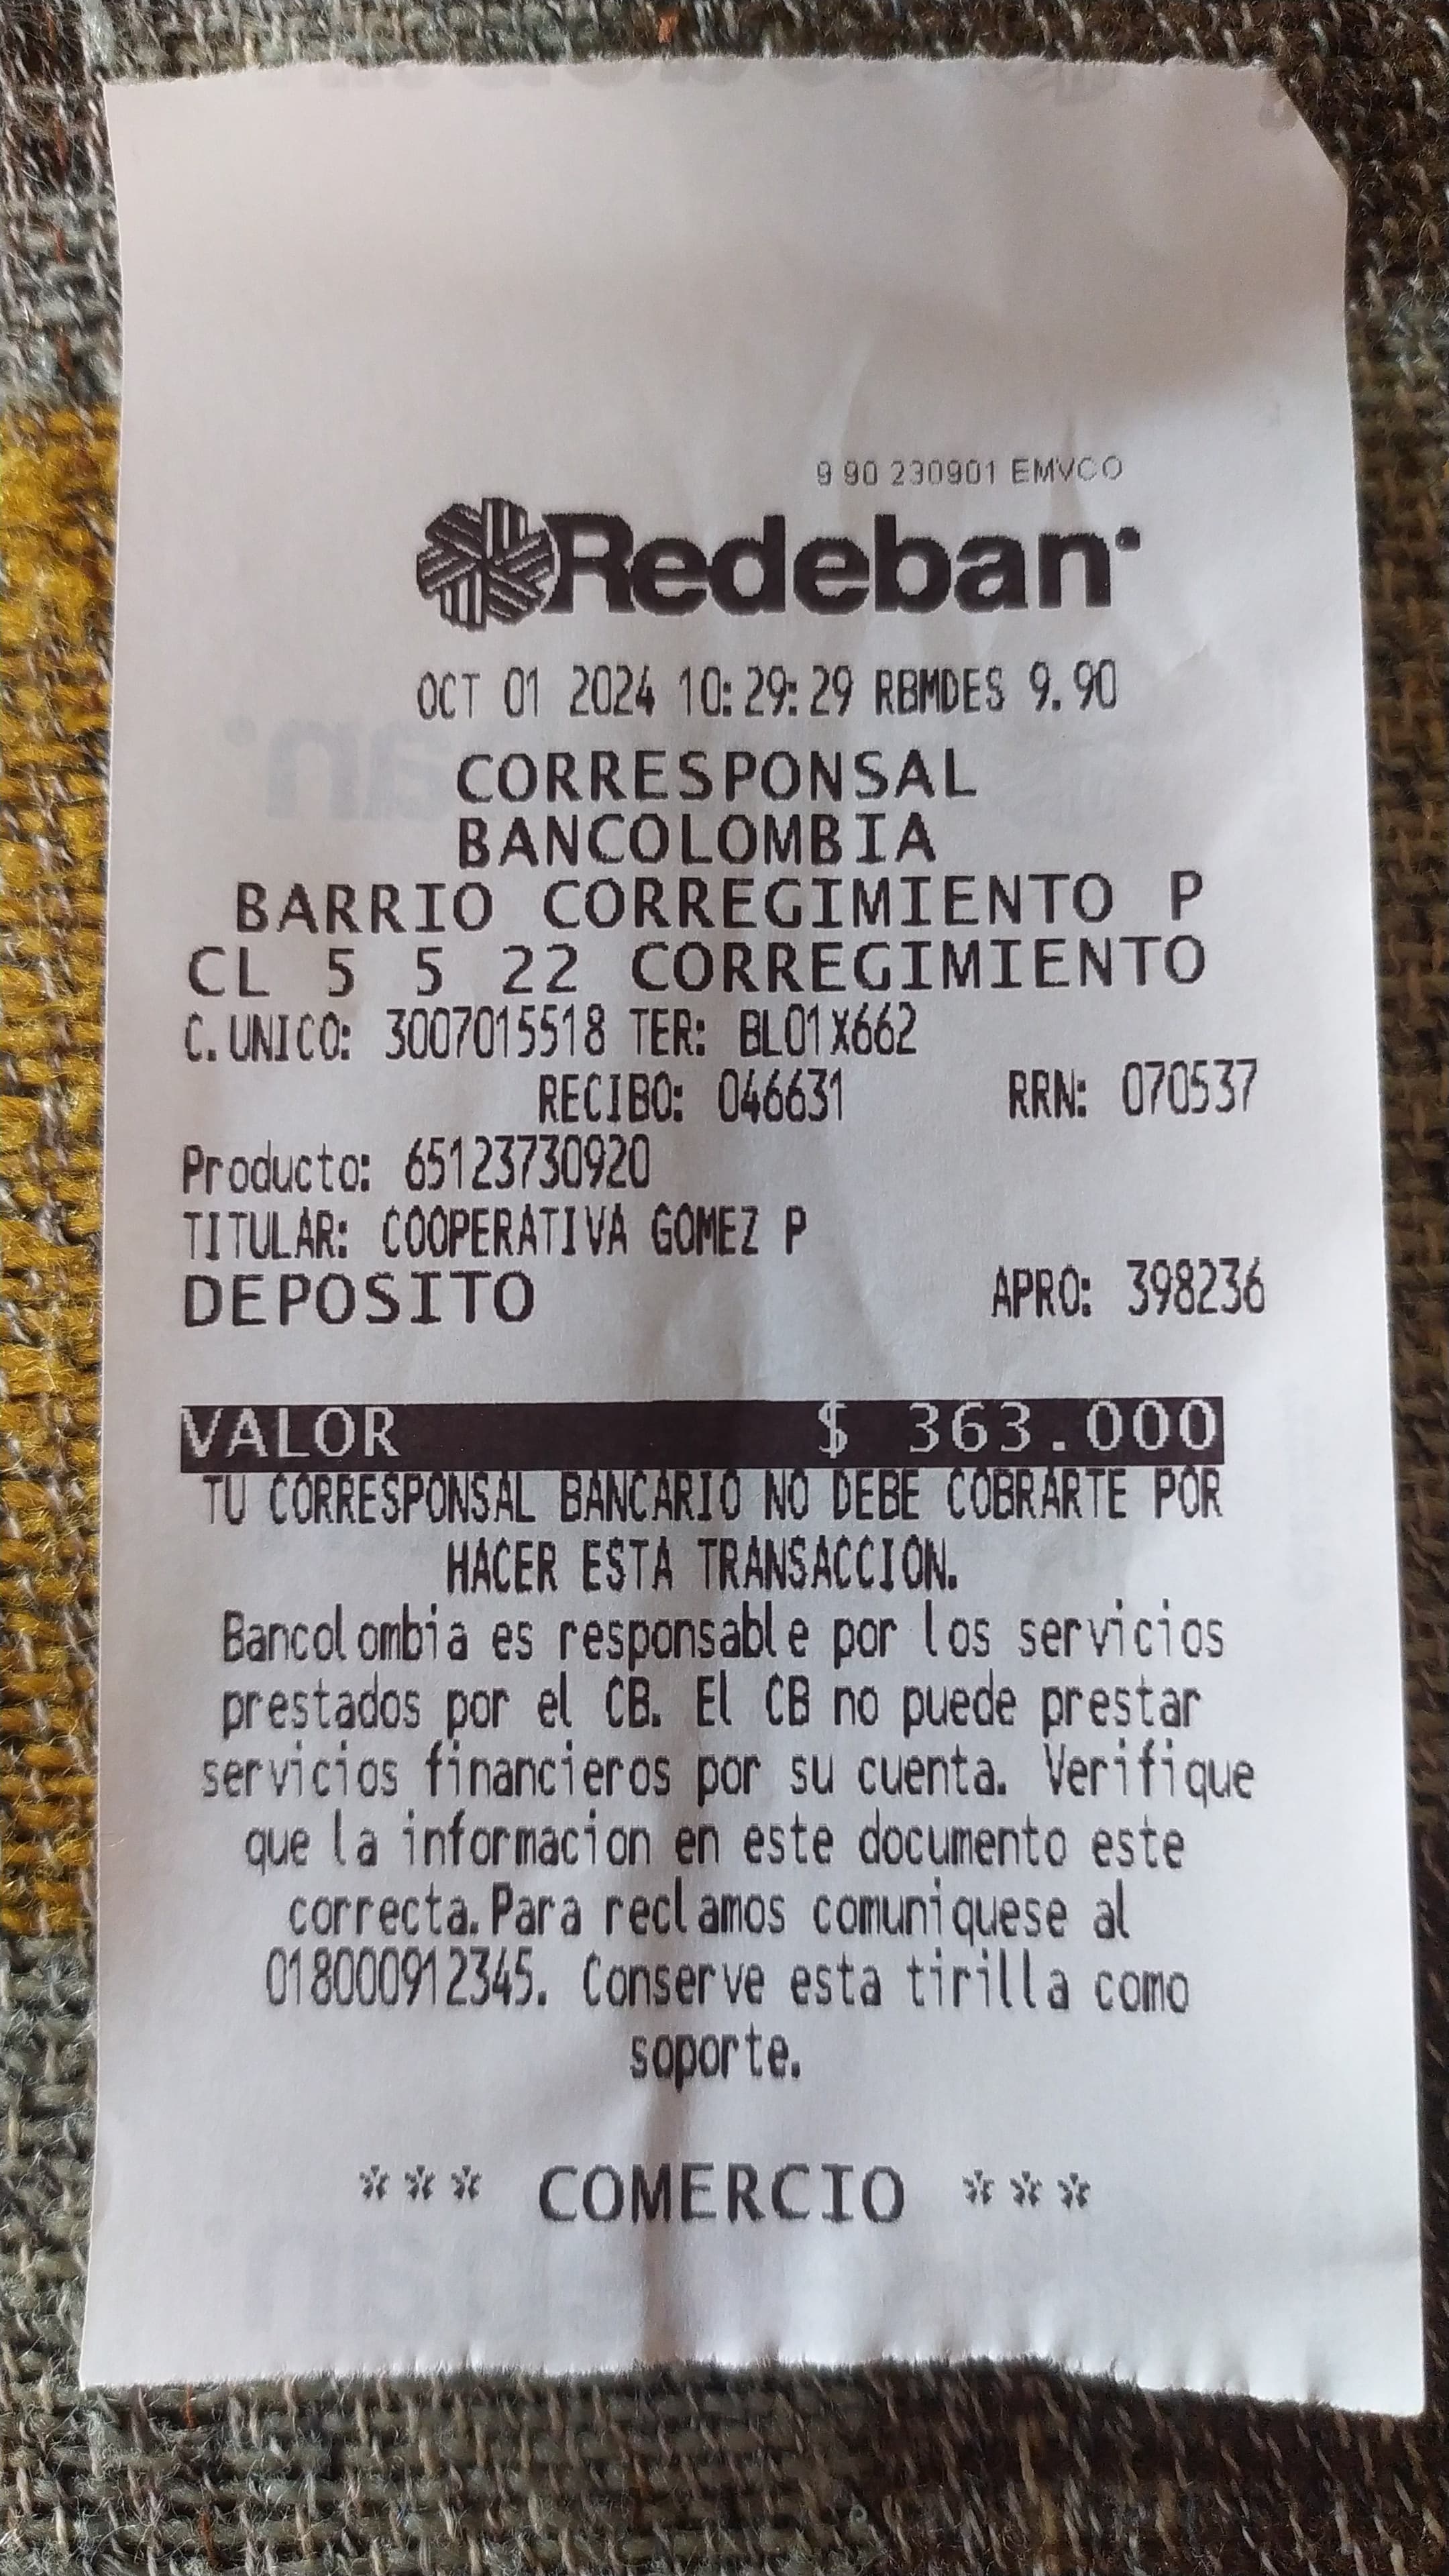 9 90 230901 EMVCO
Redeban
OCT 01 2024 10:29:29 RBMDES 9.90
CORRESPONSAL
BANCOLOMBIA
BARRIO CORREGIMIENTO P
CL 5 5 22 CORREGIMIENTO
C.UNICO: 3007015518 TER: BL01X662
RECIBO: 046631 RRN: 070537
Producto: 65123730920
TITULAR: COOPERATIVA GOMEZ P
DEPOSITO APRO: 398236
VALOR $ 363.000
TU CORRESPONSAL BANCARIO NO DEBE COBRARTE POR
HACER ESTA TRANSACCION.
Bancolombia es responsable por los servicios
prestados por el CB. El CB no puede prestar
servicios financieros por su cuenta. Verifique
que la informacion en este documento este
correcta.Para reclamos comuniquese al
018000912345. Conserve esta tirilla como
soporte.
*** COMERCIO ***